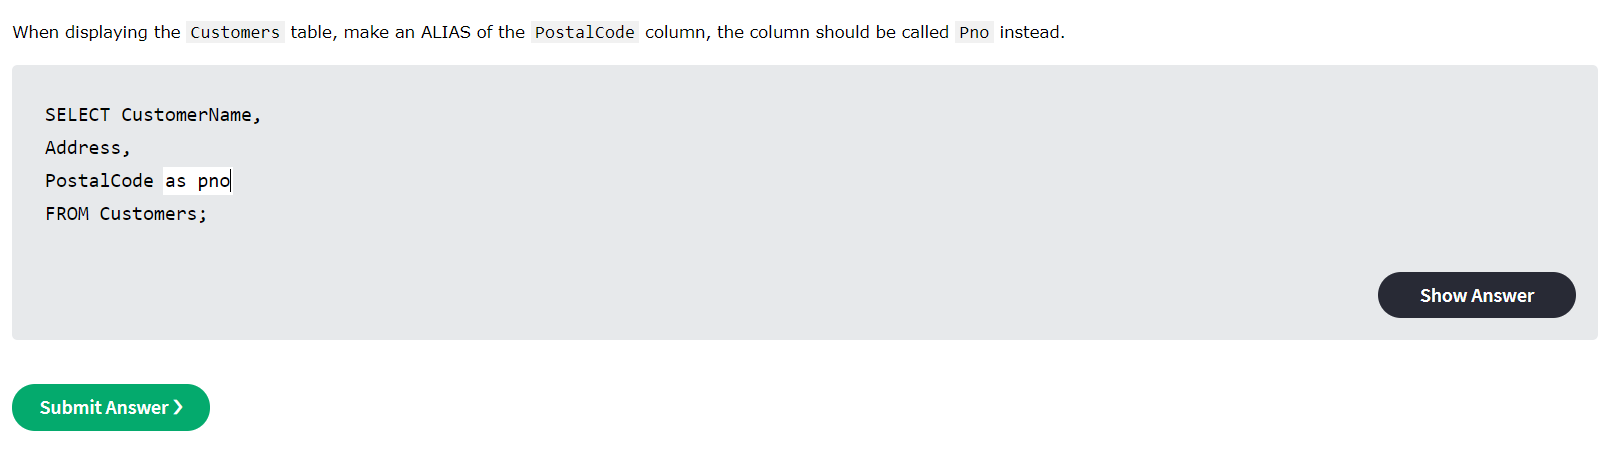 When displaying the Customers table, make an ALIAS of the PostalCode column, the column should be called Pno instead.
SELECT CustomerName,
Address,
PostalCode as pno
FROM Customers;
Show Answer
Submit Answer ❯